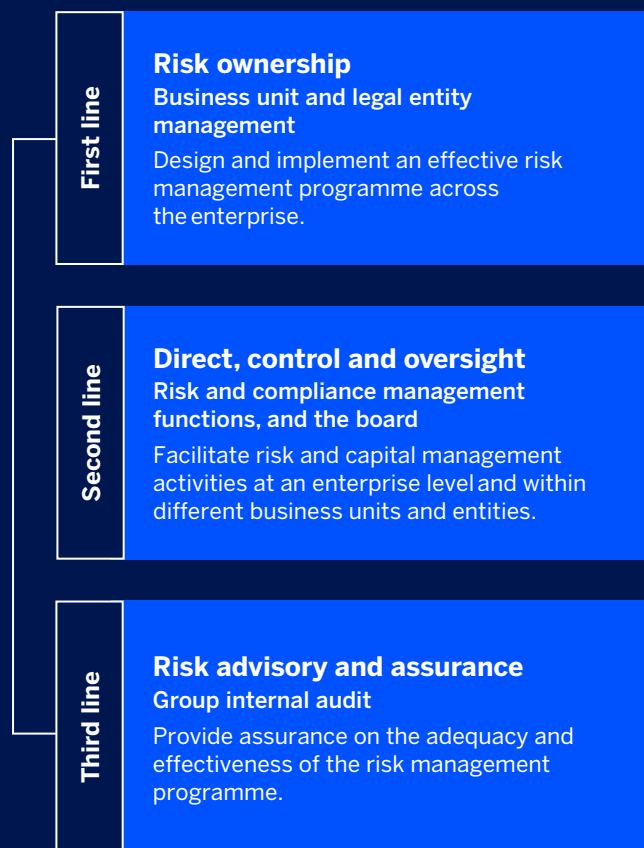 First line
Risk ownership
Business unit and legal entity
management
Design and implement an effective risk
management programme across
the enterprise.
Second line
Direct, control and oversight
Risk and compliance management
functions, and the board
Facilitate risk and capital management
activities at an enterprise level and within
different business units and entities.
Third line
Risk advisory and assurance
Group internal audit
Provide assurance on the adequacy and
effectiveness of the risk management
programme.